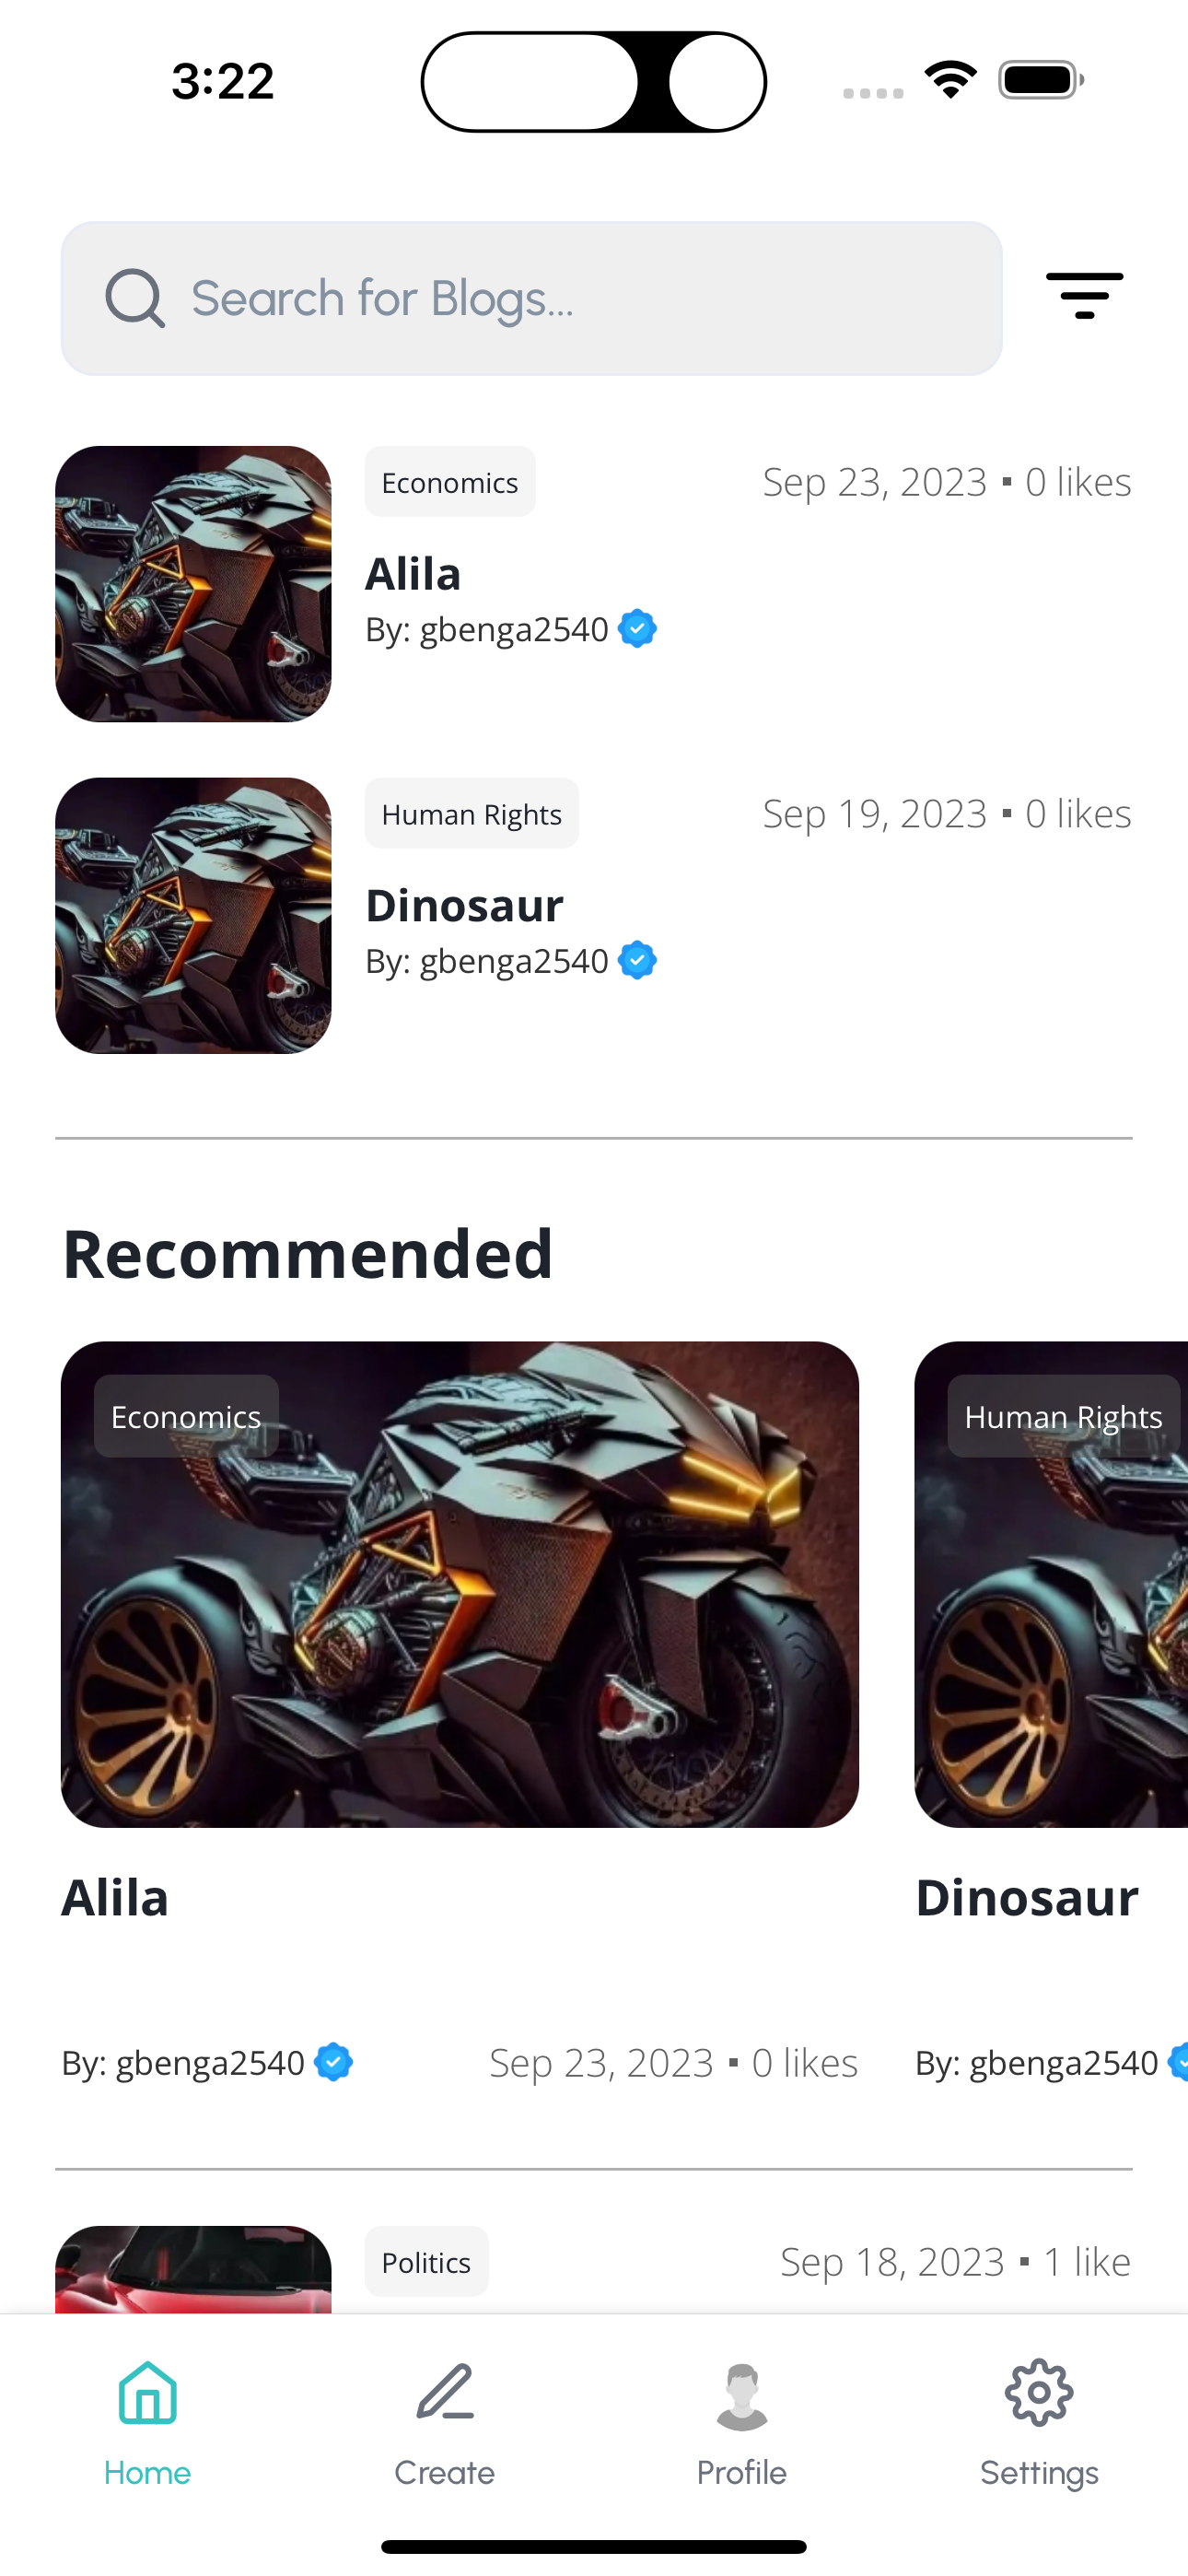 3:22
Search for Blogs...
Economics
Sep 23, 2023 ▪ 0 likes
Alila
By: gbenga2540
Human Rights
Sep 19, 2023 ▪ 0 likes
Dinosaur
By: gbenga2540
Recommended
Economics
Human Rights
Alila
Dinosaur
By: gbenga2540
Sep 23, 2023 ▪ 0 likes
By: gbenga2540
Politics
Sep 18, 2023 ▪ 1 like
Home
Create
Profile
Settings